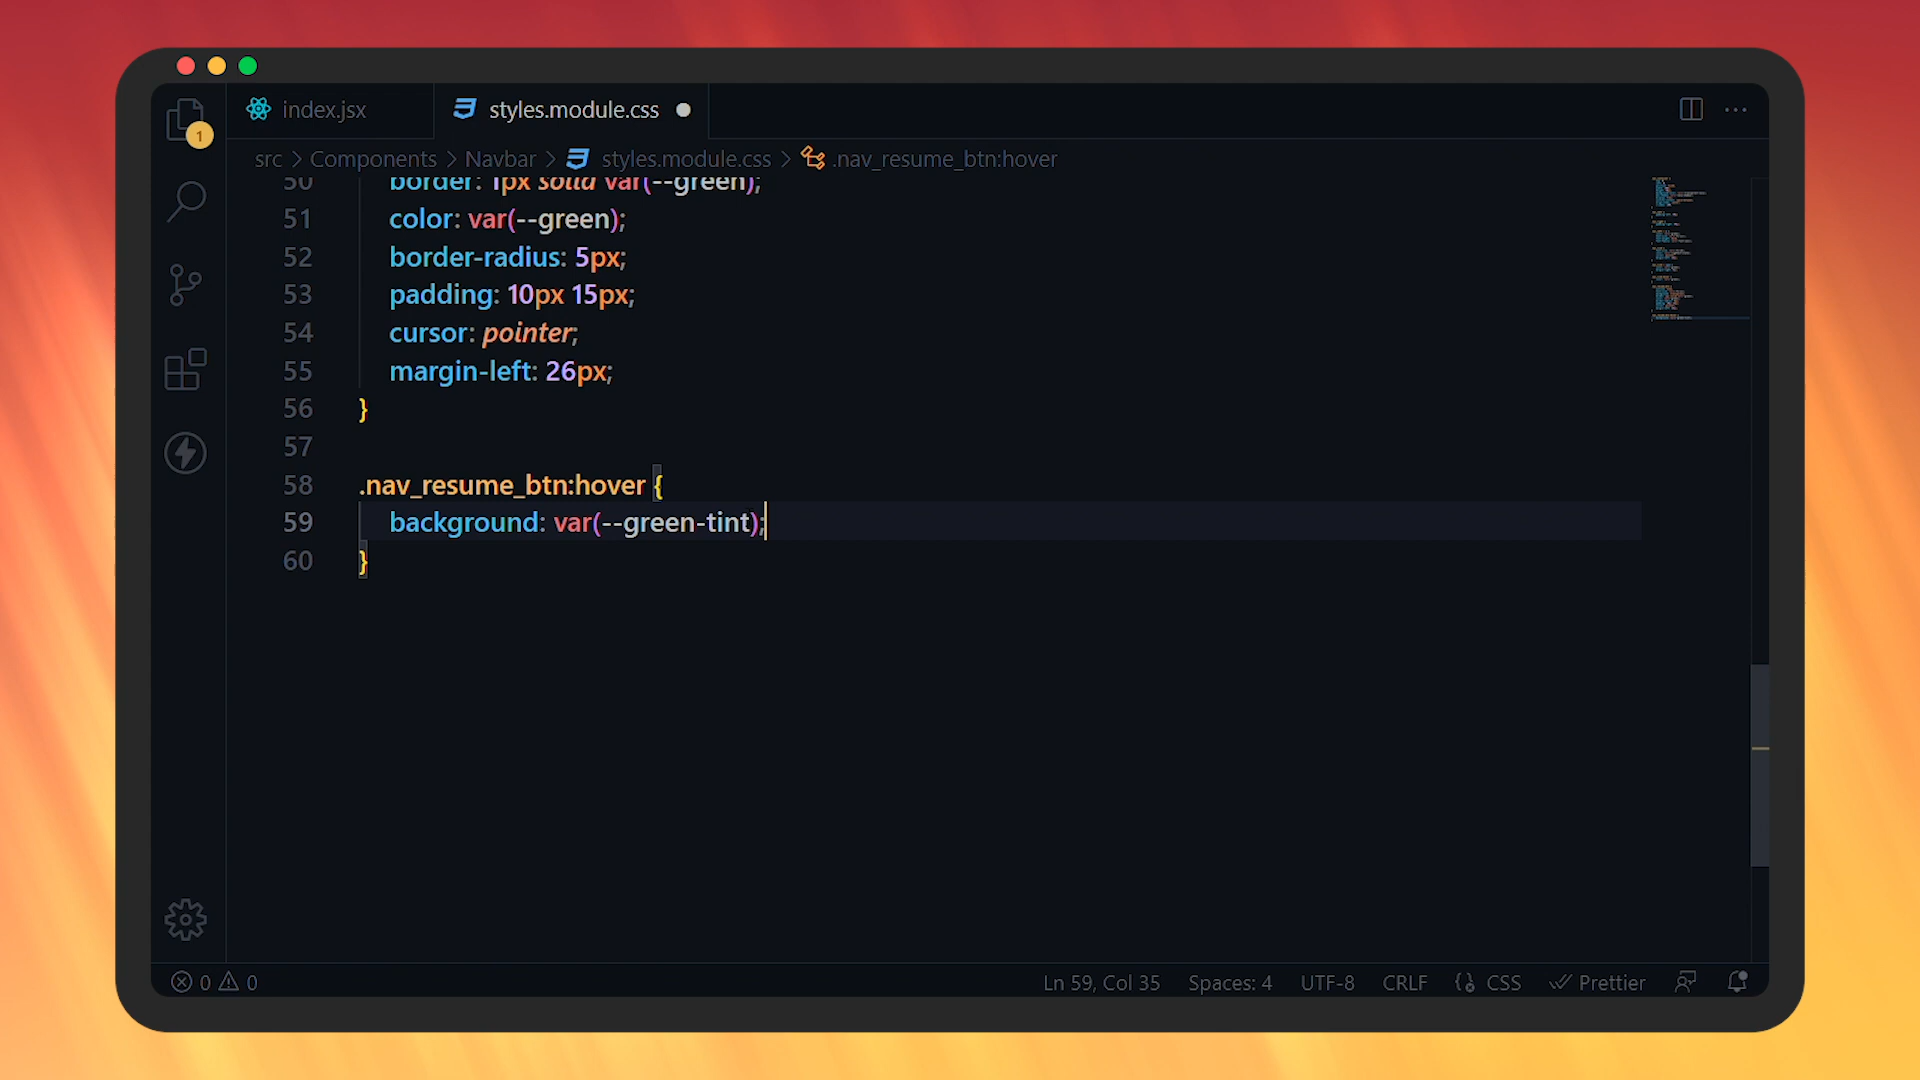 index.jsx
styles.module.css
src > Components > Navbar > styles.module.css > .nav_resume_btn:hover
1
50 border: 1px solid var(--green);
51 color: var(--green);
52 border-radius: 5px;
53 padding: 10px 15px;
54 cursor: pointer;
55 margin-left: 26px;
56 }
57
58 .nav_resume_btn:hover {
59 background: var(--green-tint);
60 }
0 0
Ln 59, Col 35 Spaces: 4 UTF-8 CRLF CSS Prettier